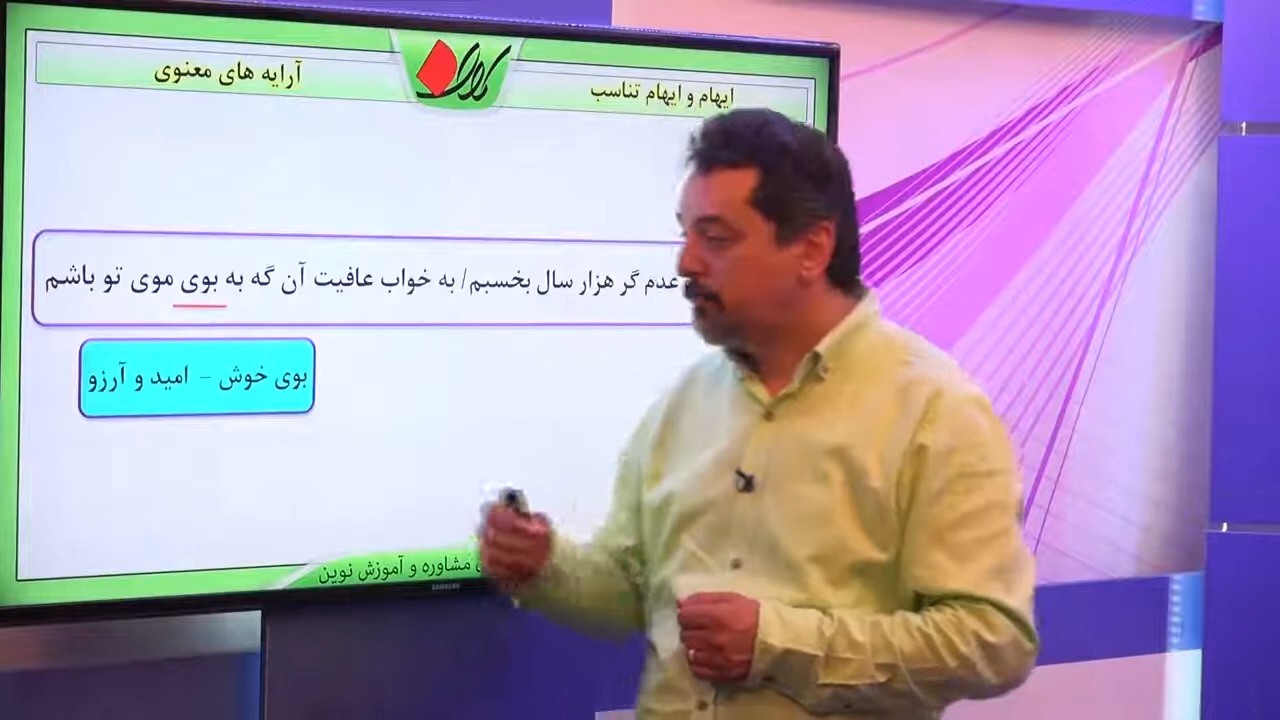 ایهام و ایهام تناسب
آرایه های معنوی
عدم گر هزار سال بخسبم/ به خواب عافیت آن گه به بوی موی تو باشم
بوی خوش – امید و آرزو
مشاوره و آموزش نوین
SAMSUNG